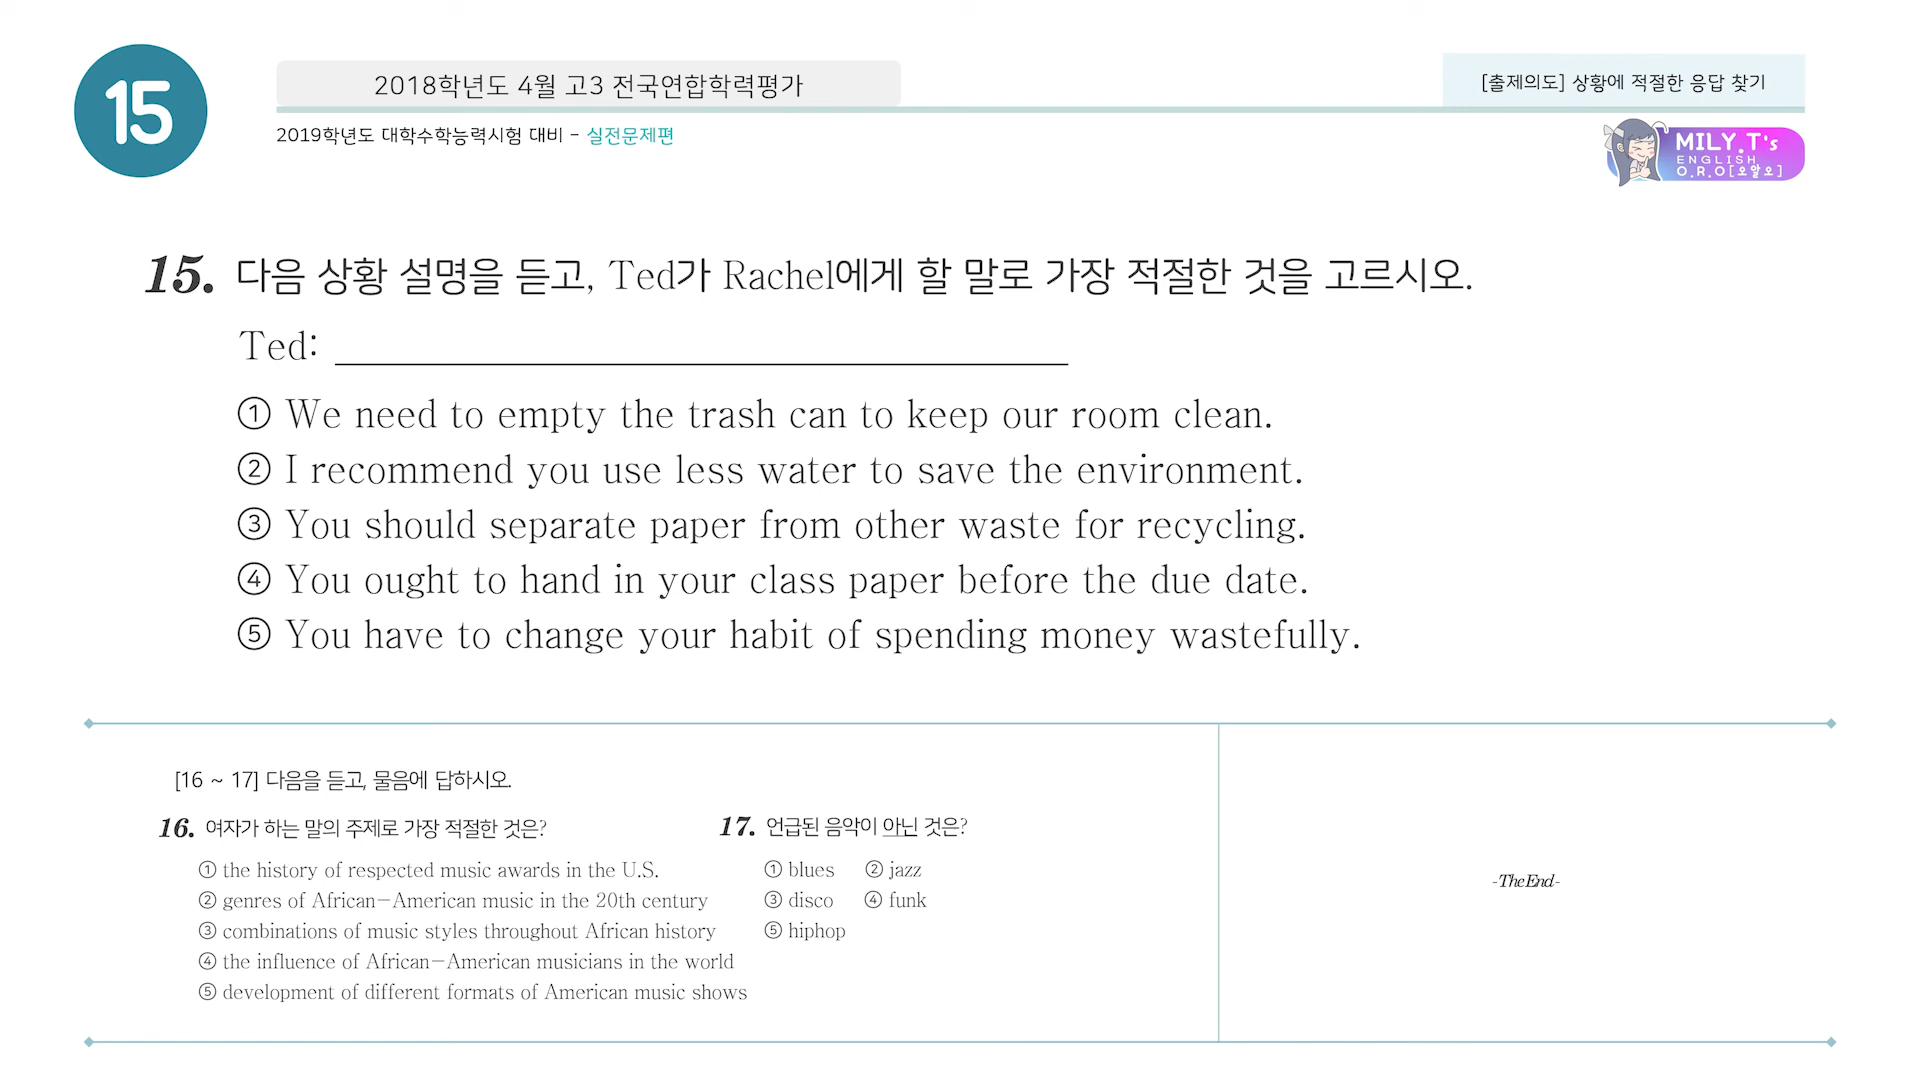 15
2018학년도 4월 고3 전국연합학력평가
[출제의도] 상황에 적절한 응답 찾기
2019학년도 대학수학능력시험 대비 - 실전문제편
MILY.T's
ENGLISH
O.R.O[오알오]
15. 다음 상황 설명을 듣고, Ted가 Rachel에게 할 말로 가장 적절한 것을 고르시오.
Ted:
① We need to empty the trash can to keep our room clean.
② I recommend you use less water to save the environment.
③ You should separate paper from other waste for recycling.
④ You ought to hand in your class paper before the due date.
⑤ You have to change your habit of spending money wastefully.
[16 ~ 17] 다음을 듣고, 물음에 답하시오.
16. 여자가 하는 말의 주제로 가장 적절한 것은?
① the history of respected music awards in the U.S.
② genres of African-American music in the 20th century
③ combinations of music styles throughout African history
④ the influence of African-American musicians in the world
⑤ development of different formats of American music shows
17. 언급된 음악이 아닌 것은?
① blues ② jazz
③ disco ④ funk
⑤ hiphop
-The End-